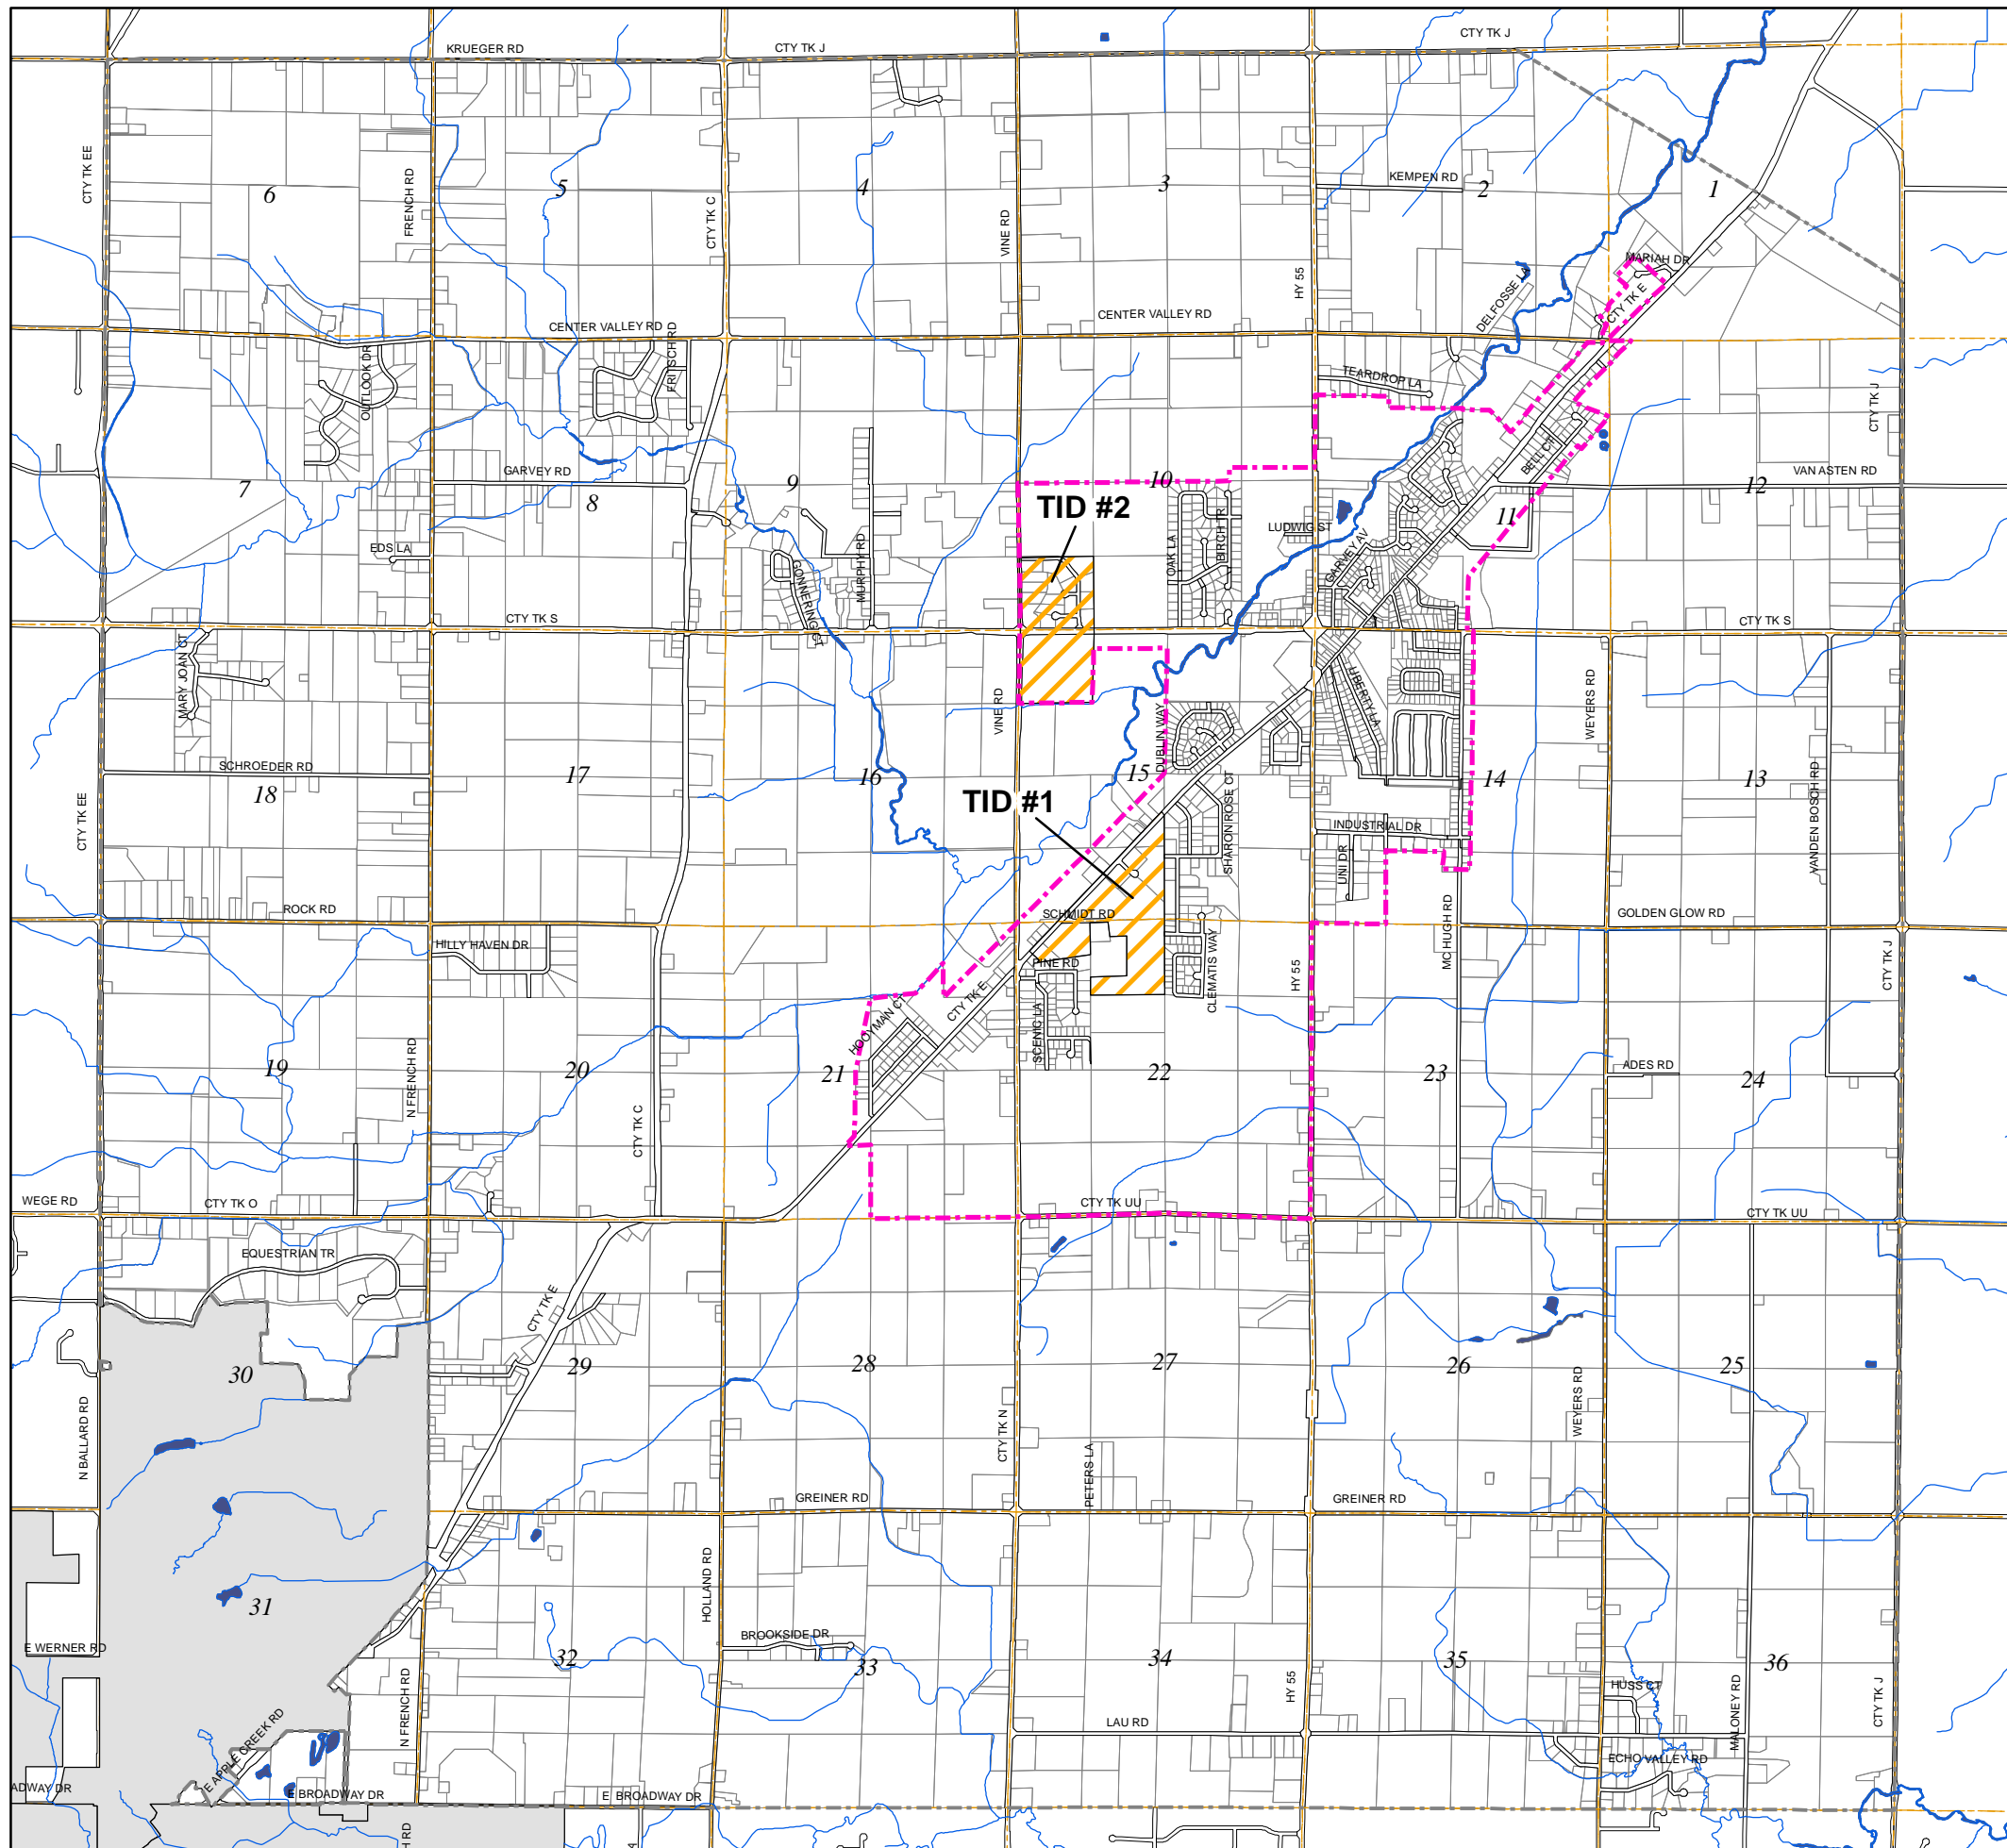 KRUEGER RD
CTY TK J
CTY TK J
CTY TK EE
FRENCH RD
CTY TK C
VINE RD
KEMPEN RD
6
5
4
3
2
1
HY 55
MARIAH DR
CTY TK E
DELFOSSE LA
CENTER VALLEY RD
CENTER VALLEY RD
OUTLOOK DR
FRITSCH RD
TEARDROP LA
CTY TK J
BELL CT
GARVEY RD
VAN ASTEN RD
7
8
9
10
11
12
TID #2
LUDWIG ST
OAK LA
BIRCH TR
GARVEY AV
EDS LA
GONNERING CT
MURPHY RD
CTY TK S
CTY TK S
MARY JOAN CT
VINE RD
DUBLIN WAY
LIBERTY LA
WEYERS RD
SCHROEDER RD
18
17
16
15
14
13
CTY TK EE
TID #1
SHARON ROSE CT
INDUSTRIAL DR
UNI DR
VANDEN BOSCH RD
ROCK RD
SCHMIDT RD
GOLDEN GLOW RD
HILLY HAVEN DR
PINE RD
CLEMATIS WAY
HY 55
MC HUGH RD
CTY TK J
CTY TK E
HOOYMAN CT
SCENIC LA
19
N FRENCH RD
20
21
22
23
ADES RD
24
CTY TK C
WEGE RD
CTY TK O
CTY TK UU
CTY TK UU
EQUESTRIAN TR
CTY TK E
30
29
28
27
26
25
N BALLARD RD
CTY TK N
PETERS LA
WEYERS RD
GREINER RD
GREINER RD
31
HOLLAND RD
E WERNER RD
BROOKSIDE DR
32
33
34
35
36
N FRENCH RD
HY 55
HUSS CT
MALONEY RD
CTY TK J
LAU RD
E APPLE CREEK RD
ECHO VALLEY RD
ADWAY DR
E BROADWAY DR
E BROADWAY DR
H RD